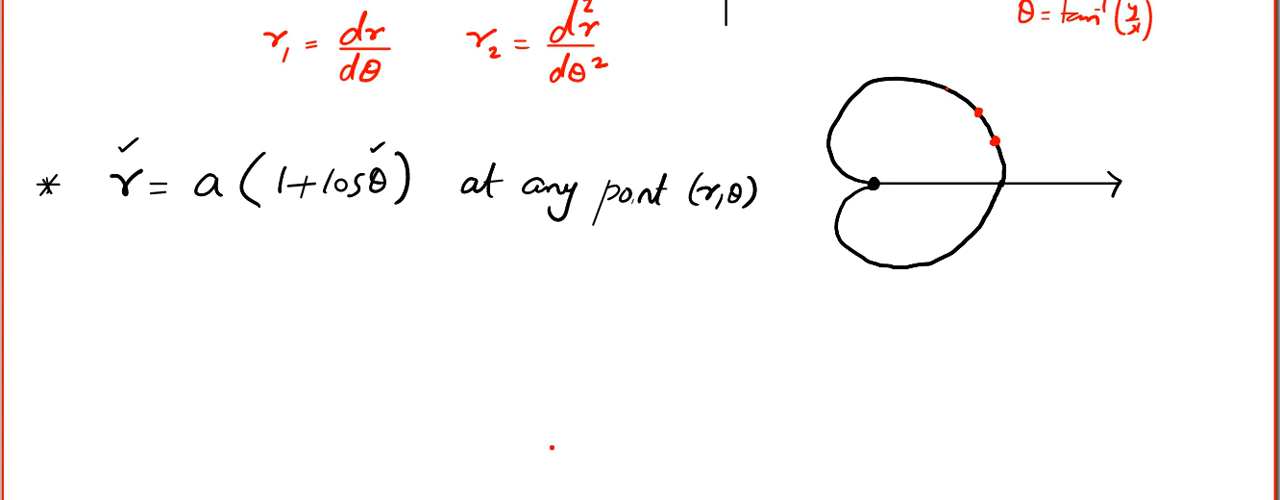 r₁ = dr/dθ r₂ = d²r/dθ² θ = tan⁻¹(y/x)
* r = a(1+cosθ) at any point (r,θ)